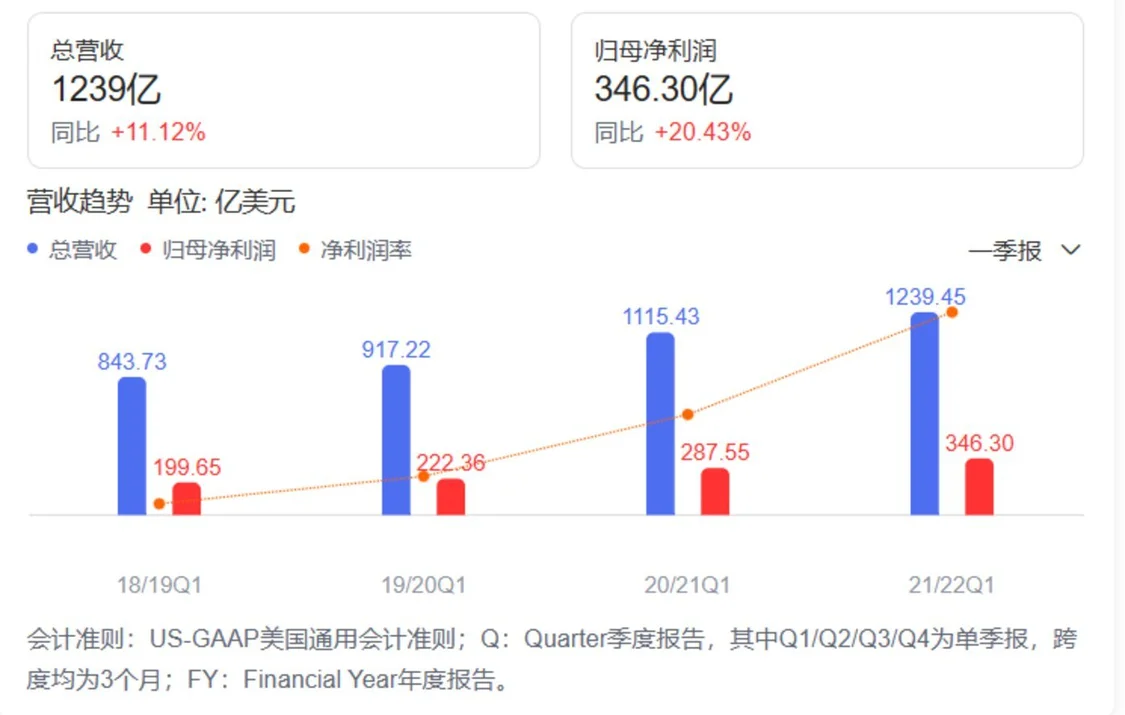 总营收
1239亿
同比 +11.12%
归母净利润
346.30亿
同比 +20.43%
营收趋势 单位: 亿美元
总营收 归母净利润 净利润率
一季报
843.73
199.65
917.22
222.36
1115.43
287.55
1239.45
346.30
18/19Q1 19/20Q1 20/21Q1 21/22Q1
会计准则：US-GAAP美国通用会计准则；Q：Quarter季度报告，其中Q1/Q2/Q3/Q4为单季报，跨
度均为3个月；FY：Financial Year年度报告。